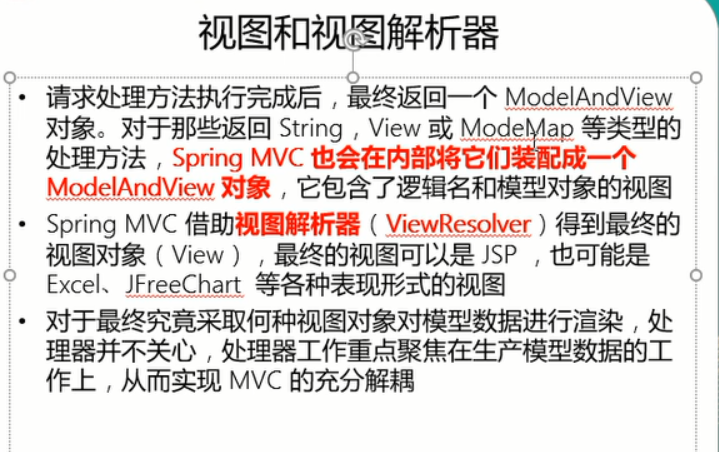 视图和视图解析器
• 请求处理方法执行完成后，最终返回一个 ModelAndView
对象。对于那些返回 String，View 或 ModeMap 等类型的
处理方法，Spring MVC 也会在内部将它们装配成一个
ModelAndView 对象，它包含了逻辑名和模型对象的视图
• Spring MVC 借助视图解析器（ViewResolver）得到最终的
视图对象（View），最终的视图可以是 JSP ，也可能是
Excel、JFreeChart 等各种表现形式的视图
• 对于最终究竟采取何种视图对象对模型数据进行渲染，处
理器并不关心，处理器工作重点聚焦在生产模型数据的工
作上，从而实现 MVC 的充分解耦